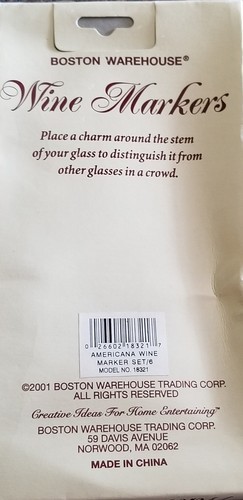 BOSTON WAREHOUSE®
Wine Markers
Place a charm around the stem
of your glass to distinguish it from
other glasses in a crowd.
0 26602 18321 7
AMERICANA WINE
MARKER SET/6
MODEL NO. 18321
©2001 BOSTON WAREHOUSE TRADING CORP.
ALL RIGHTS RESERVED
Creative Ideas For Home Entertaining™
BOSTON WAREHOUSE TRADING CORP.
59 DAVIS AVENUE
NORWOOD, MA 02062
MADE IN CHINA